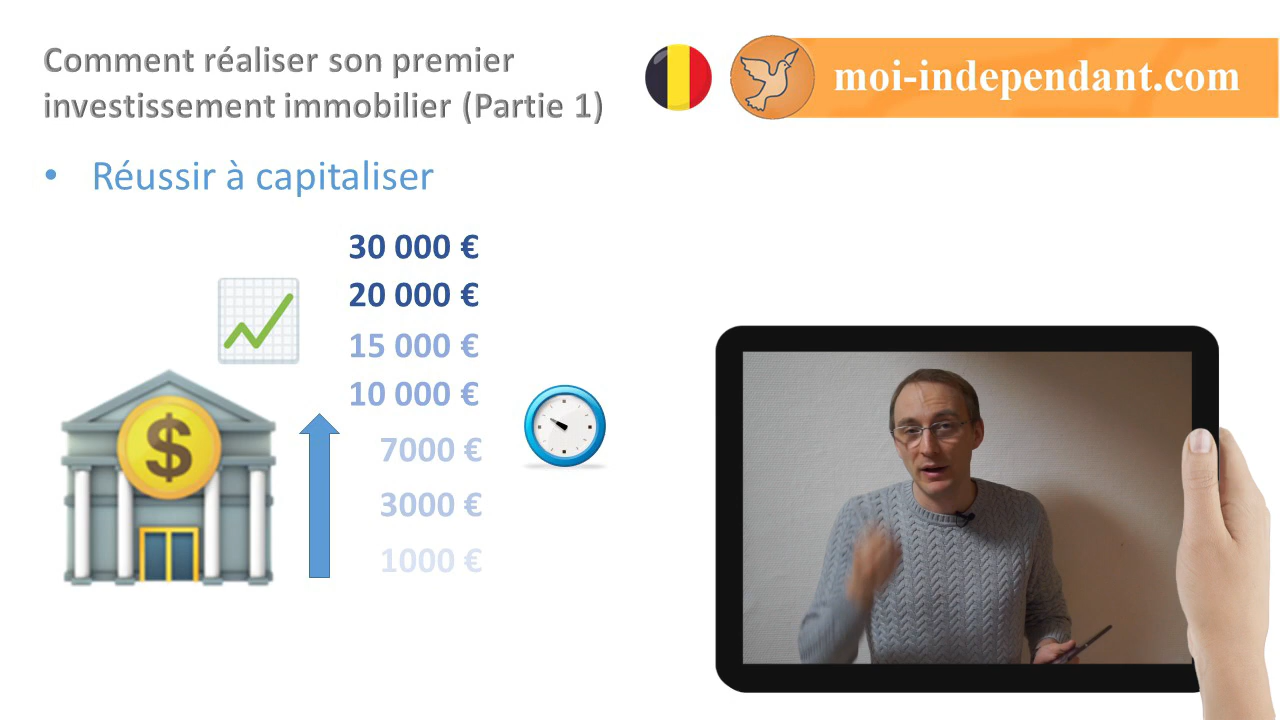 Comment réaliser son premier
investissement immobilier (Partie 1)
moi-independant.com
• Réussir à capitaliser
30 000 €
20 000 €
15 000 €
10 000 €
7000 €
3000 €
1000 €
$